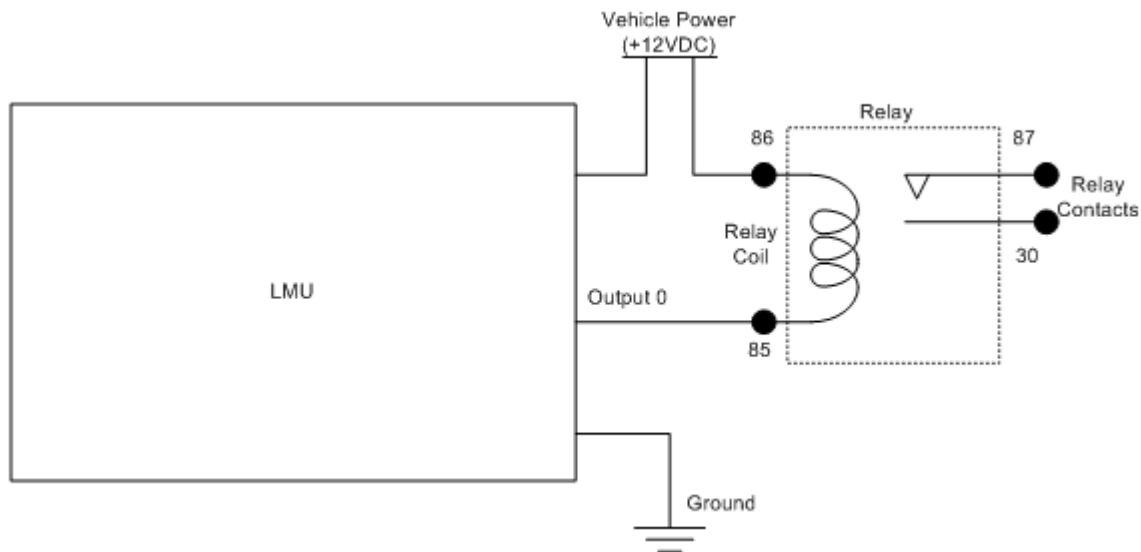 Vehicle Power
(+12VDC)
Relay
86
87
Relay
Contacts
Relay
Coil
30
LMU
Output 0
85
Ground